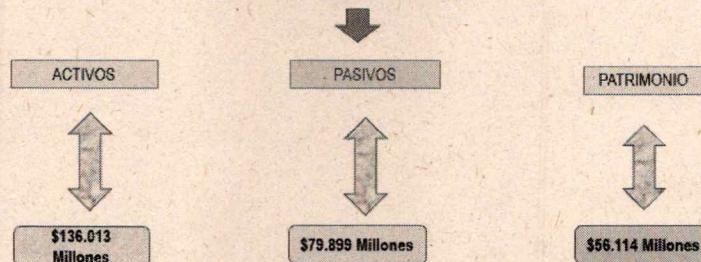 ACTIVOS
PASIVOS
PATRIMONIO
$136.013
Millones
$79.899 Millones
$56.114 Millones